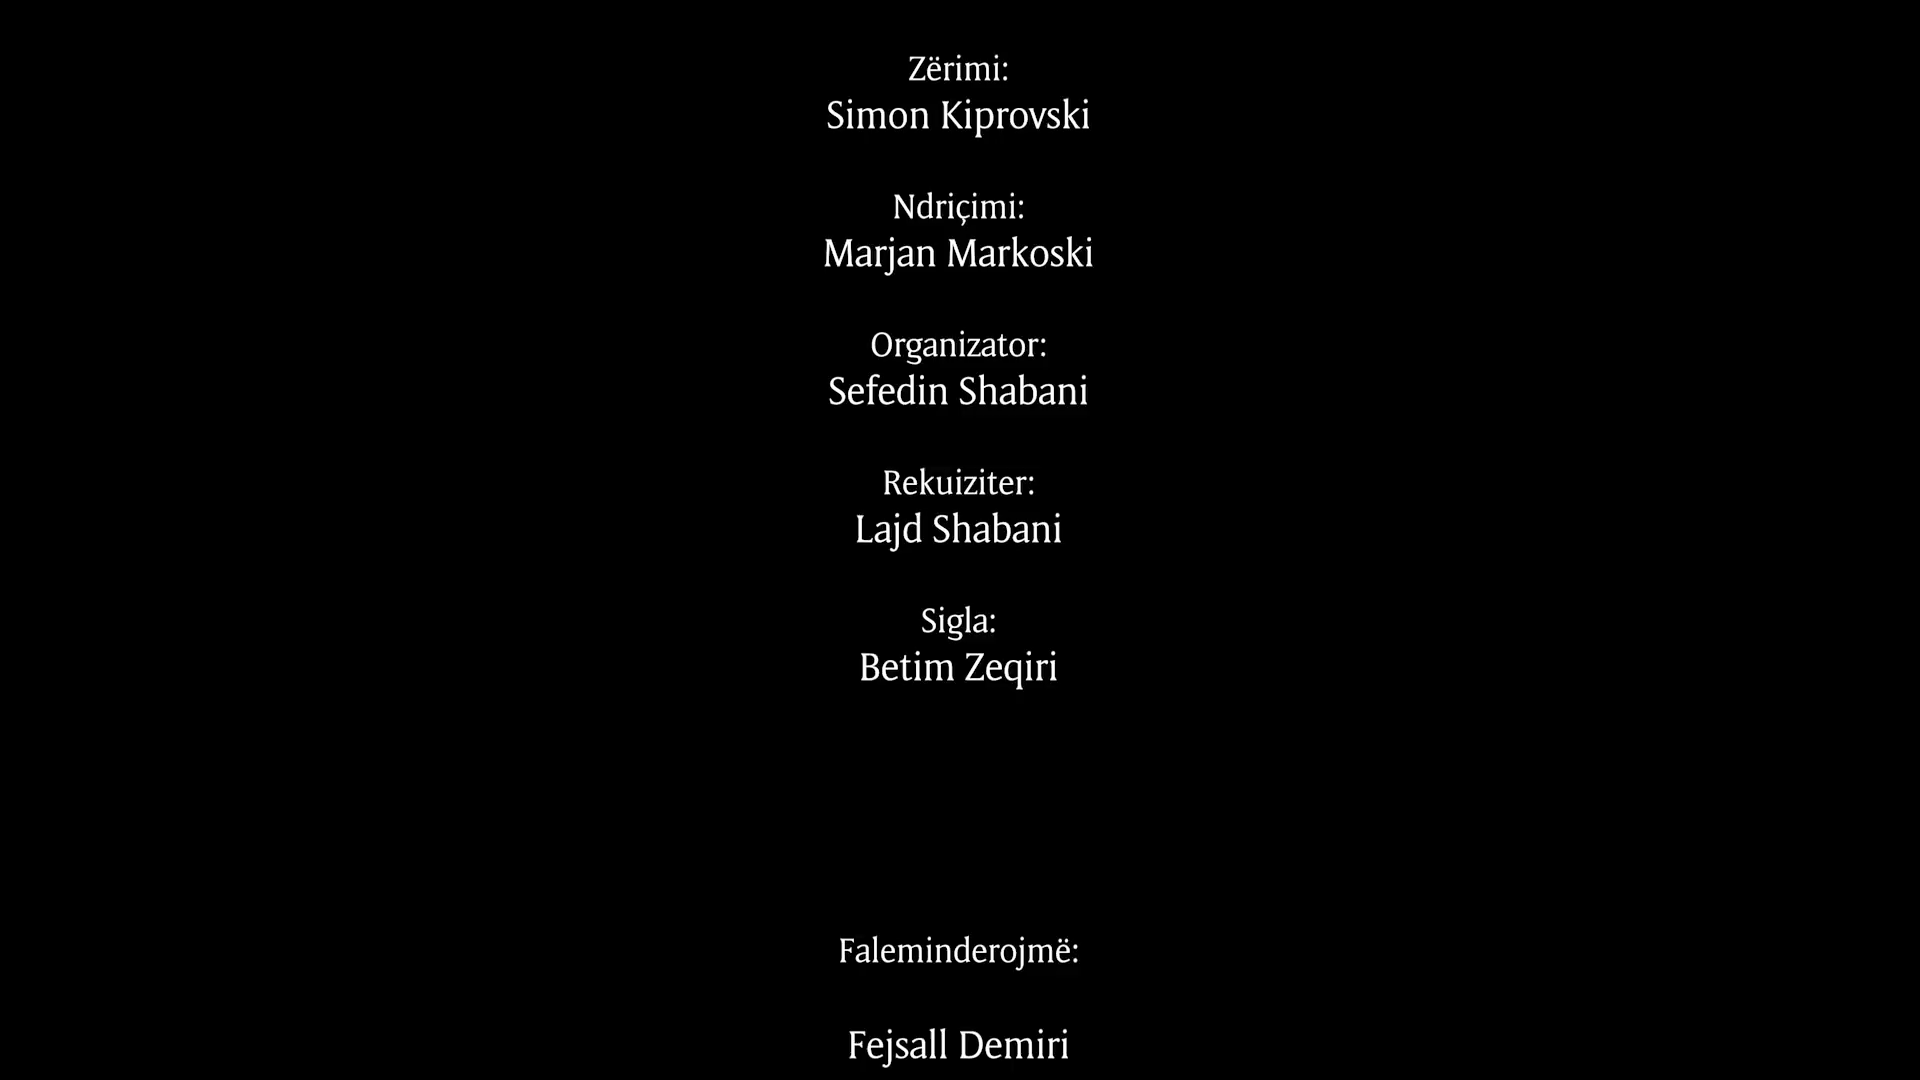 Zërimi:
Simon Kiprovski
Ndriçimi:
Marjan Markoski
Organizator:
Sefedin Shabani
Rekuiziter:
Lajd Shabani
Sigla:
Betim Zeqiri
Faleminderojmë:
Fejsall Demiri